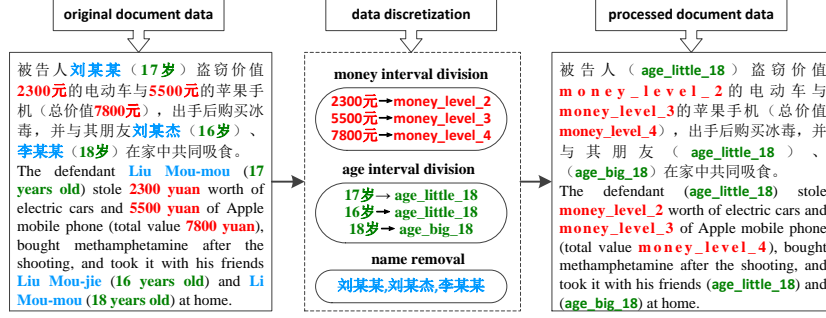 original document data
被告人刘某某（17岁）盗窃价值
2300元的电动车与5500元的苹果手
机（总价值7800元），出手后购买冰
毒，并与其朋友刘某杰（16岁）、
李某某（18岁）在家中共同吸食。
The defendant Liu Mou-mou (17
years old) stole 2300 yuan worth of
electric cars and 5500 yuan of Apple
mobile phone (total value 7800 yuan),
bought methamphetamine after the
shooting, and took it with his friends
Liu Mou-jie (16 years old) and Li
Mou-mou (18 years old) at home.
data discretization
money interval division
2300元→money_level_2
5500元→money_level_3
7800元→money_level_4
age interval division
17岁→age_little_18
16岁→age_little_18
18岁→age_big_18
name removal
刘某某,刘某杰,李某某
processed document data
被告人（age_little_18）盗窃价值
money_level_2的电动车与
money_level_3的苹果手机（总价值
money_level_4），出手后购买冰毒，并
与其朋友（age_little_18）、
（age_big_18）在家中共同吸食。
The defendant (age_little_18) stole
money_level_2 worth of electric cars and
money_level_3 of Apple mobile phone
(total value money_level_4), bought
methamphetamine after the shooting, and
took it with his friends (age_little_18) and
(age_big_18) at home.